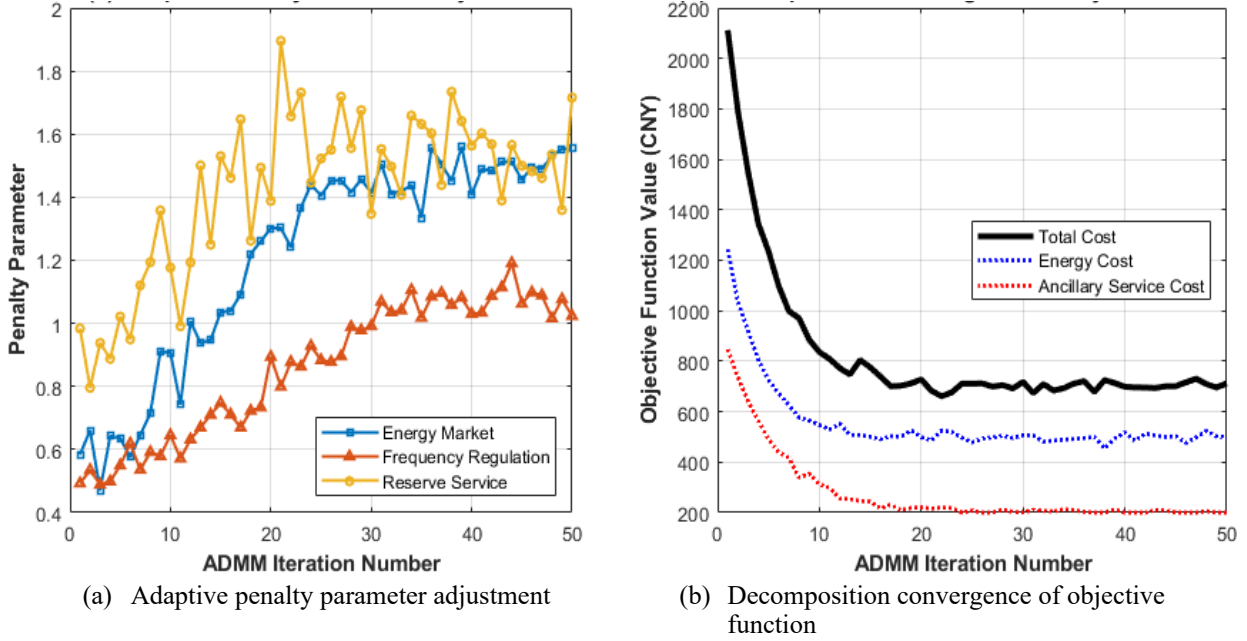 2
1.8
1.6
1.4
1.2
1
0.8
0.6
0.4
Penalty Parameter
Energy Market
Frequency Regulation
Reserve Service
0 10 20 30 40 50
ADMM Iteration Number
(a) Adaptive penalty parameter adjustment
2200
2000
1800
1600
1400
1200
1000
800
600
400
200
Objective Function Value (CNY)
Total Cost
Energy Cost
Ancillary Service Cost
0 10 20 30 40 50
ADMM Iteration Number
(b) Decomposition convergence of objective
function